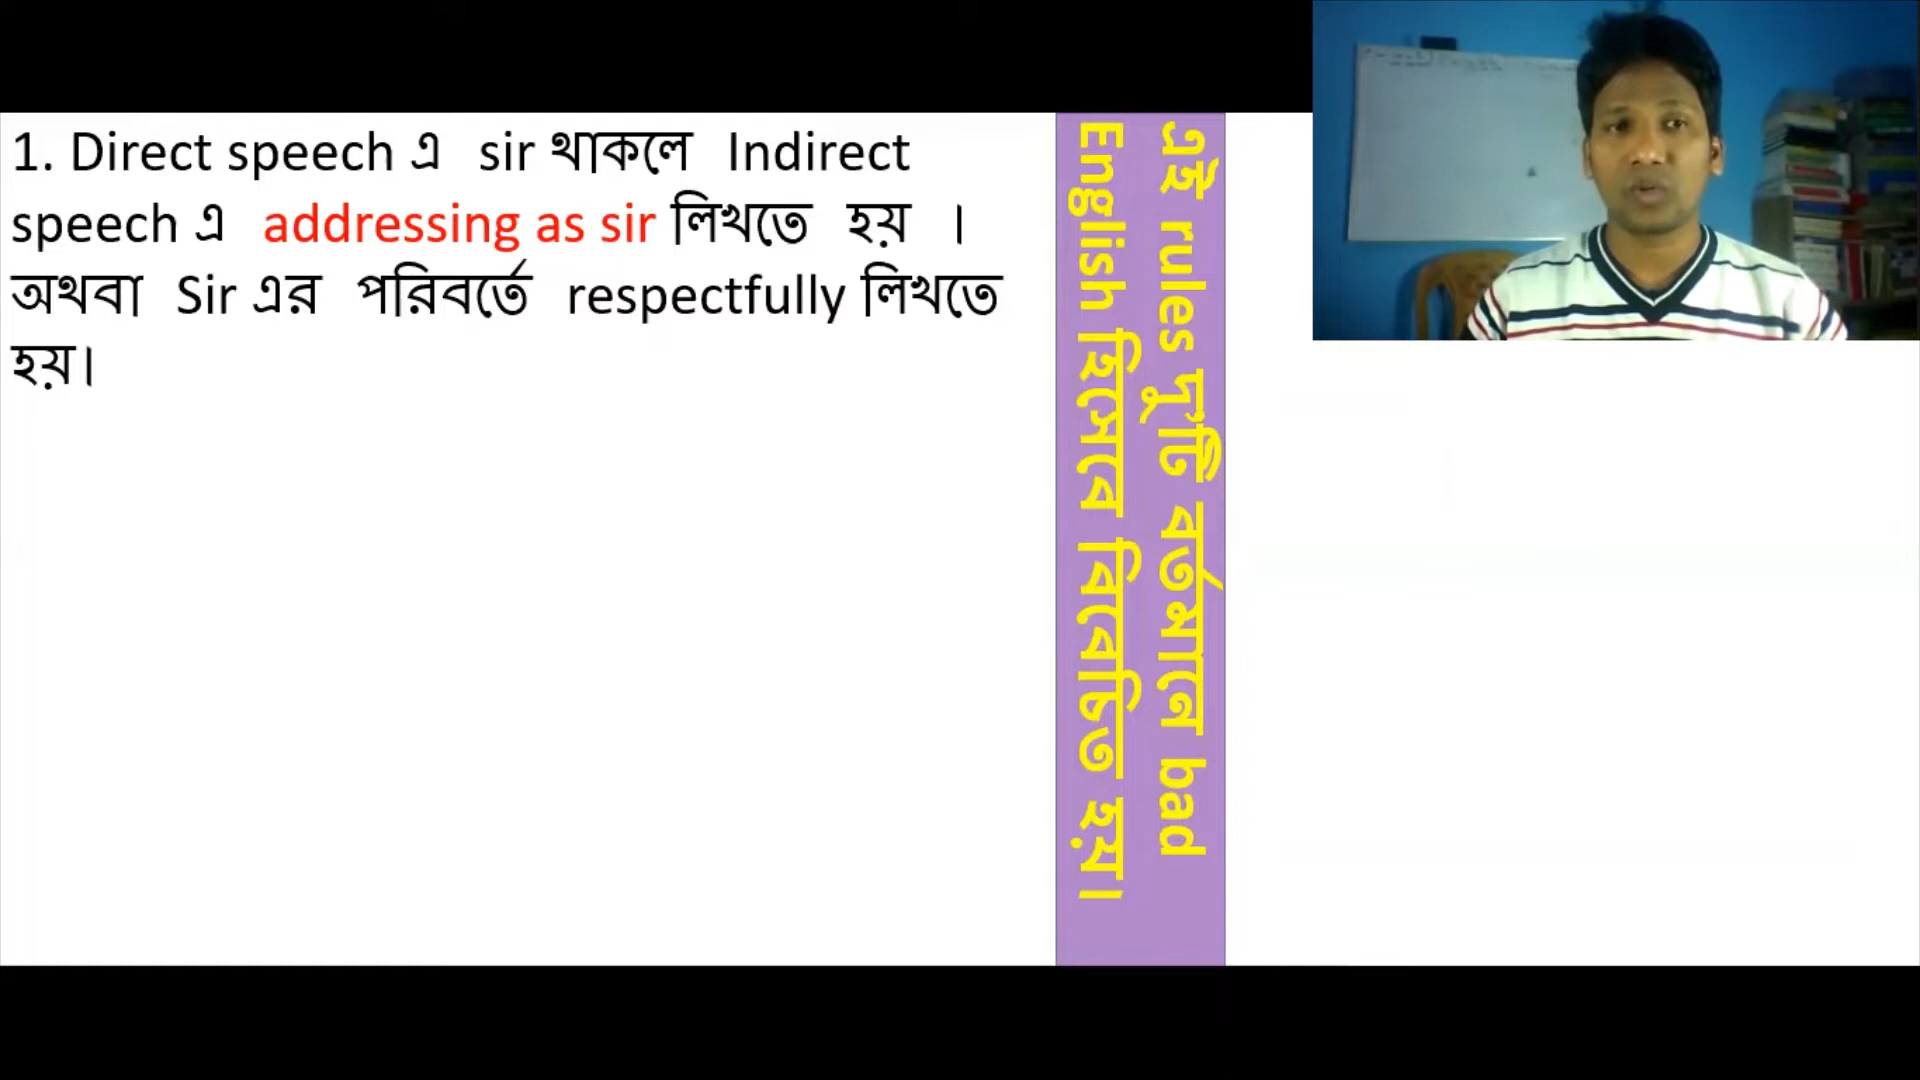 1. Direct speech এ sir থাকলে Indirect
speech এ addressing as sir লিখতে হয় ।
অথবা Sir এর পরিবর্তে respectfully লিখতে
হয়।
এই rules দু'টি বর্তমানে bad
English হিসেবে বিবেচিত হয়।